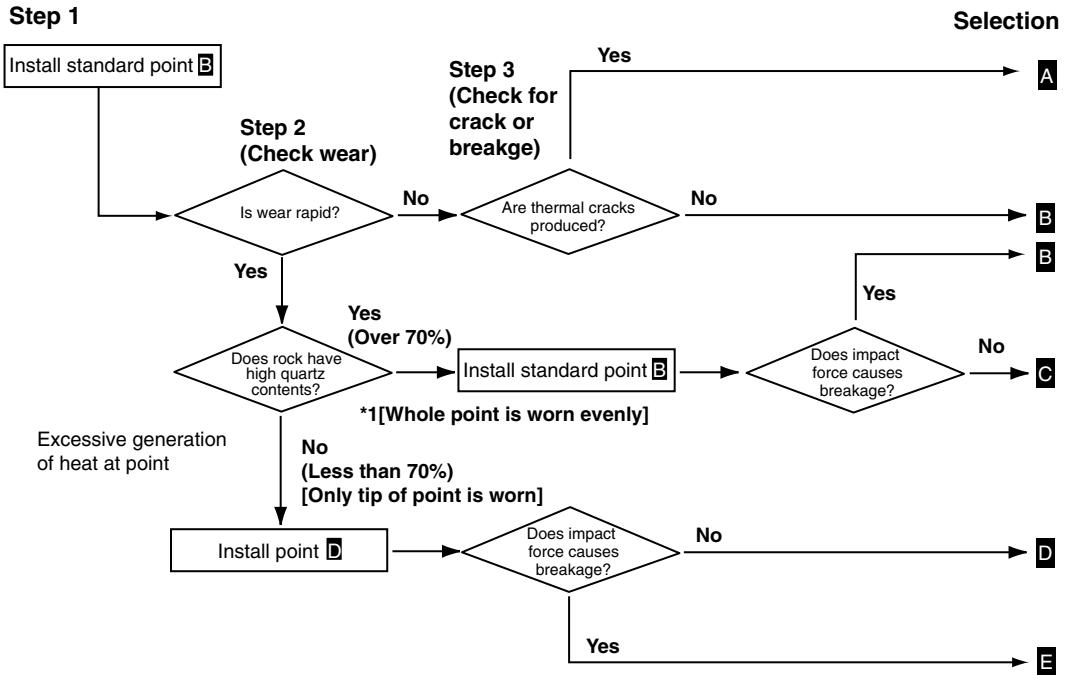 Step 1
Selection
Install standard point B
Yes
A
Step 3
(Check for
crack or
breakge)
Step 2
(Check wear)
Is wear rapid?
No
Are thermal cracks
produced?
No
B
B
Yes
Yes
Yes
(Over 70%)
Does rock have
high quartz
contents?
Install standard point B
Does impact
force causes
breakage?
No
C
*1[Whole point is worn evenly]
Excessive generation
of heat at point
No
(Less than 70%)
[Only tip of point is worn]
Install point D
Does impact
force causes
breakage?
No
D
Yes
E